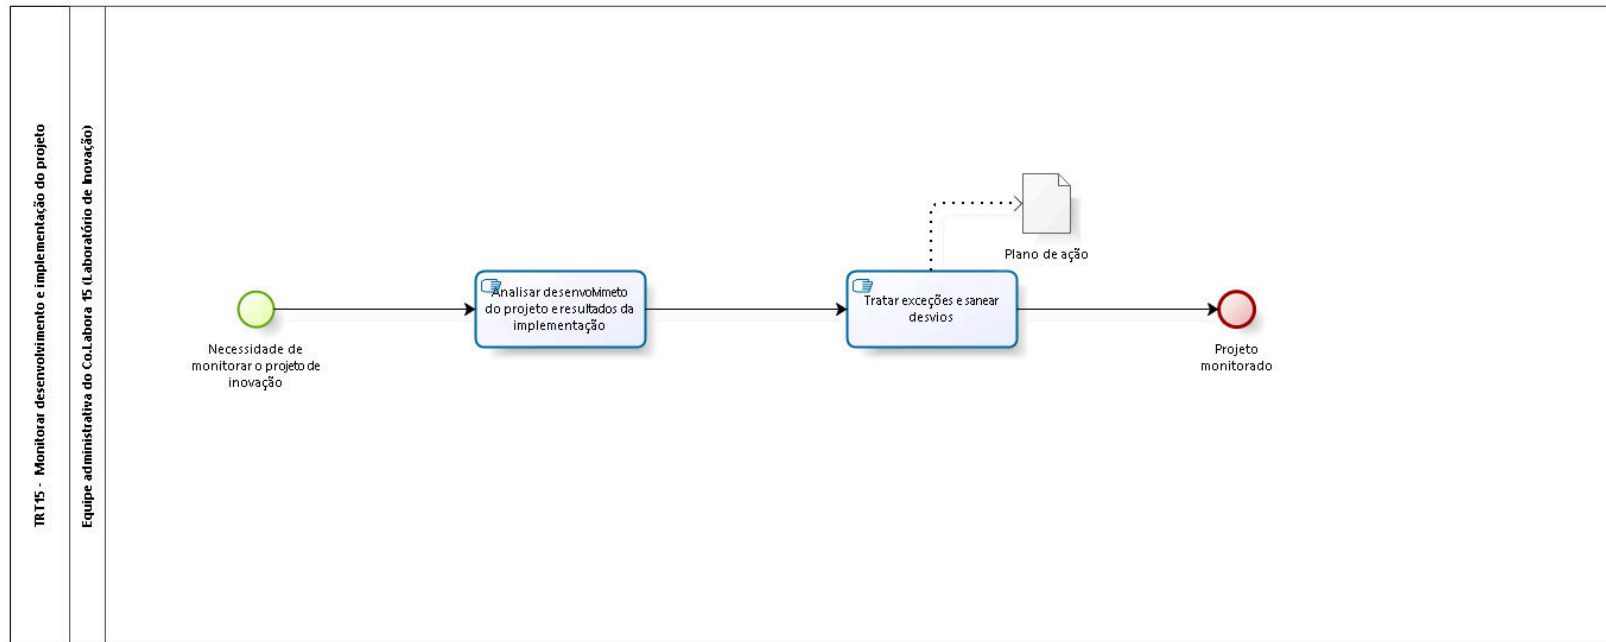 TRT15 - Monitorar desenvolvimento e implementação do projeto
Equipe administrativa do Co.Labora 15 (Laboratório de Inovação)
Necessidade de
monitorar o projeto de
inovação
Analisar desenvolvimeto
do projeto e resultados da
implementação
Tratar exceções e sanear
desvios
Plano de ação
Projeto
monitorado